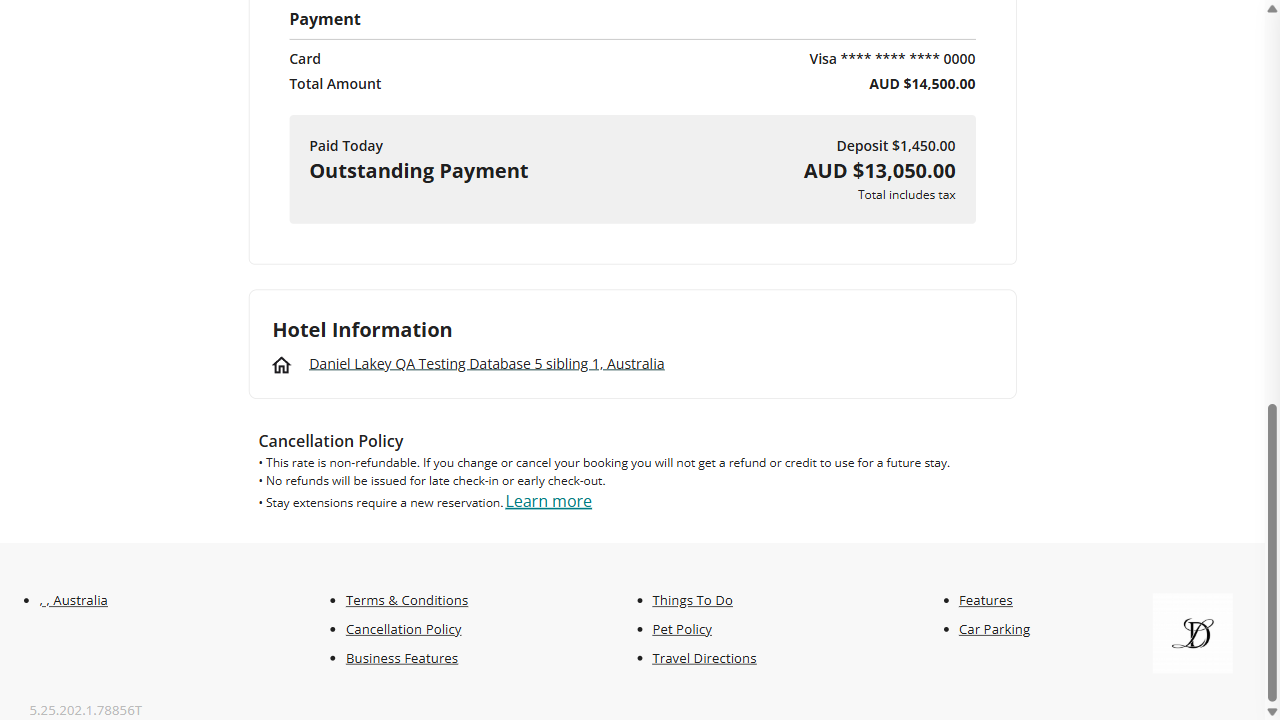 Payment
Card Visa **** **** **** 0000
Total Amount AUD $14,500.00
Paid Today Deposit $1,450.00
Outstanding Payment AUD $13,050.00
Total includes tax
Hotel Information
Daniel Lakey QA Testing Database 5 sibling 1, Australia
Cancellation Policy
• This rate is non-refundable. If you change or cancel your booking you will not get a refund or credit to use for a future stay.
• No refunds will be issued for late check-in or early check-out.
• Stay extensions require a new reservation. Learn more
• , , Australia
• Terms & Conditions
• Cancellation Policy
• Business Features
• Things To Do
• Pet Policy
• Travel Directions
• Features
• Car Parking
D
5.25.202.1.78856T